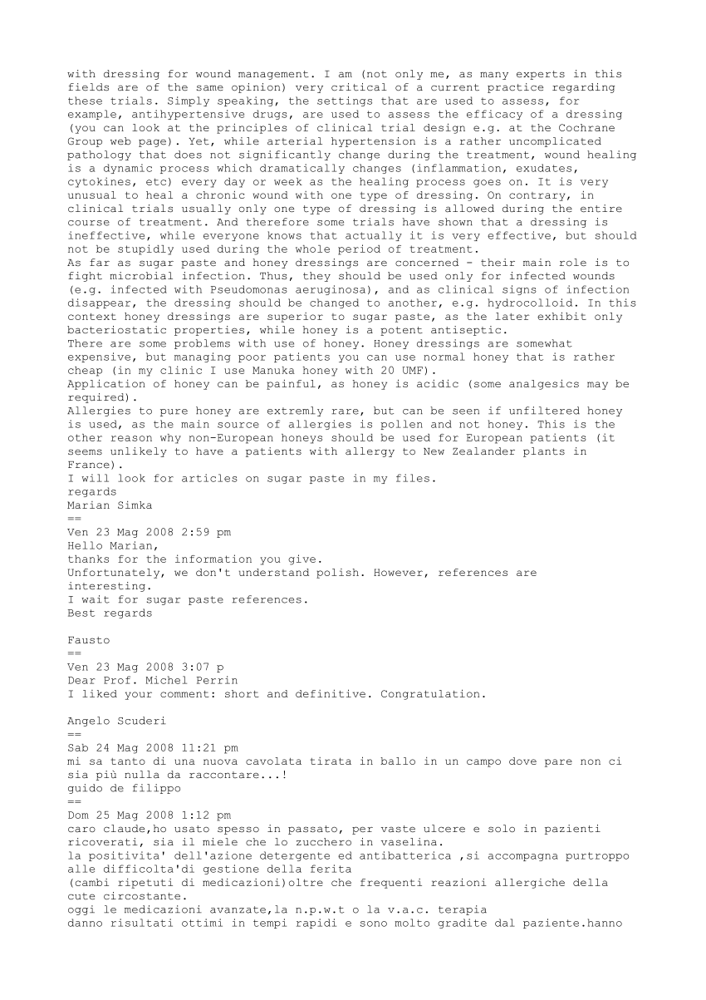 with dressing for wound management. I am (not only me, as many experts in this
fields are of the same opinion) very critical of a current practice regarding
these trials. Simply speaking, the settings that are used to assess, for
example, antihypertensive drugs, are used to assess the efficacy of a dressing
(you can look at the principles of clinical trial design e.g. at the Cochrane
Group web page). Yet, while arterial hypertension is a rather uncomplicated
pathology that does not significantly change during the treatment, wound healing
is a dynamic process which dramatically changes (inflammation, exudates,
cytokines, etc) every day or week as the healing process goes on. It is very
unusual to heal a chronic wound with one type of dressing. On contrary, in
clinical trials usually only one type of dressing is allowed during the entire
course of treatment. And therefore some trials have shown that a dressing is
ineffective, while everyone knows that actually it is very effective, but should
not be stupidly used during the whole period of treatment.
As far as sugar paste and honey dressings are concerned - their main role is to
fight microbial infection. Thus, they should be used only for infected wounds
(e.g. infected with Pseudomonas aeruginosa), and as clinical signs of infection
disappear, the dressing should be changed to another, e.g. hydrocolloid. In this
context honey dressings are superior to sugar paste, as the later exhibit only
bacteriostatic properties, while honey is a potent antiseptic.
There are some problems with use of honey. Honey dressings are somewhat
expensive, but managing poor patients you can use normal honey that is rather
cheap (in my clinic I use Manuka honey with 20 UMF).
Application of honey can be painful, as honey is acidic (some analgesics may be
required).
Allergies to pure honey are extremly rare, but can be seen if unfiltered honey
is used, as the main source of allergies is pollen and not honey. This is the
other reason why non-European honeys should be used for European patients (it
seems unlikely to have a patients with allergy to New Zealander plants in
France).
I will look for articles on sugar paste in my files.
regards
Marian Simka
==
Ven 23 Mag 2008 2:59 pm
Hello Marian,
thanks for the information you give.
Unfortunately, we don't understand polish. However, references are
interesting.
I wait for sugar paste references.
Best regards
Fausto
==
Ven 23 Mag 2008 3:07 p
Dear Prof. Michel Perrin
I liked your comment: short and definitive. Congratulation.
Angelo Scuderi
==
Sab 24 Mag 2008 11:21 pm
mi sa tanto di una nuova cavolata tirata in ballo in un campo dove pare non ci
sia più nulla da raccontare...!
guido de filippo
==
Dom 25 Mag 2008 1:12 pm
caro claude,ho usato spesso in passato, per vaste ulcere e solo in pazienti
ricoverati, sia il miele che lo zucchero in vaselina.
la positivita' dell'azione detergente ed antibatterica ,si accompagna purtroppo
alle difficolta'di gestione della ferita
(cambi ripetuti di medicazioni)oltre che frequenti reazioni allergiche della
cute circostante.
oggi le medicazioni avanzate,la n.p.w.t o la v.a.c. terapia
danno risultati ottimi in tempi rapidi e sono molto gradite dal paziente.hanno